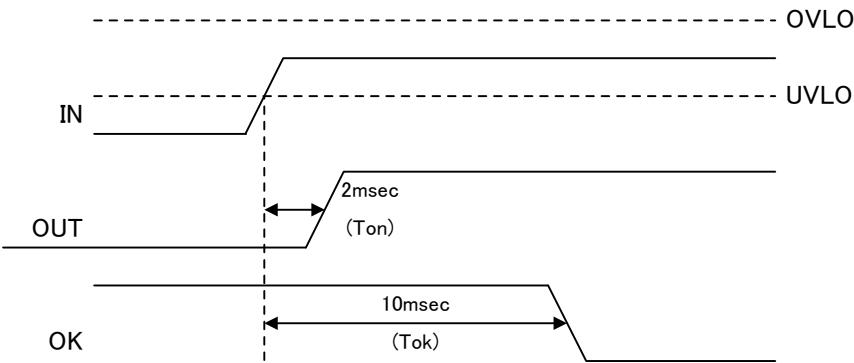 OVLO
UVLO
IN
2msec
(Ton)
OUT
10msec
(Tok)
OK